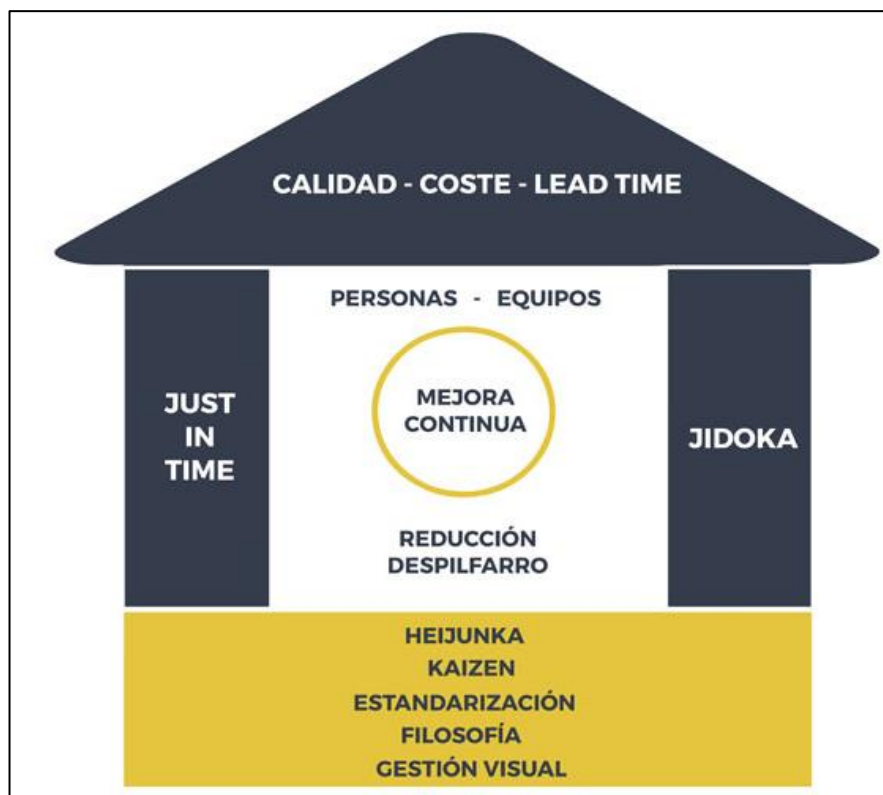 CALIDAD - COSTE - LEAD TIME
PERSONAS - EQUIPOS
JUST
IN
TIME
MEJORA
CONTINUA
JIDOKA
REDUCCIÓN
DESPILFARRO
HEIJUNKA
KAIZEN
ESTANDARIZACIÓN
FILOSOFÍA
GESTIÓN VISUAL